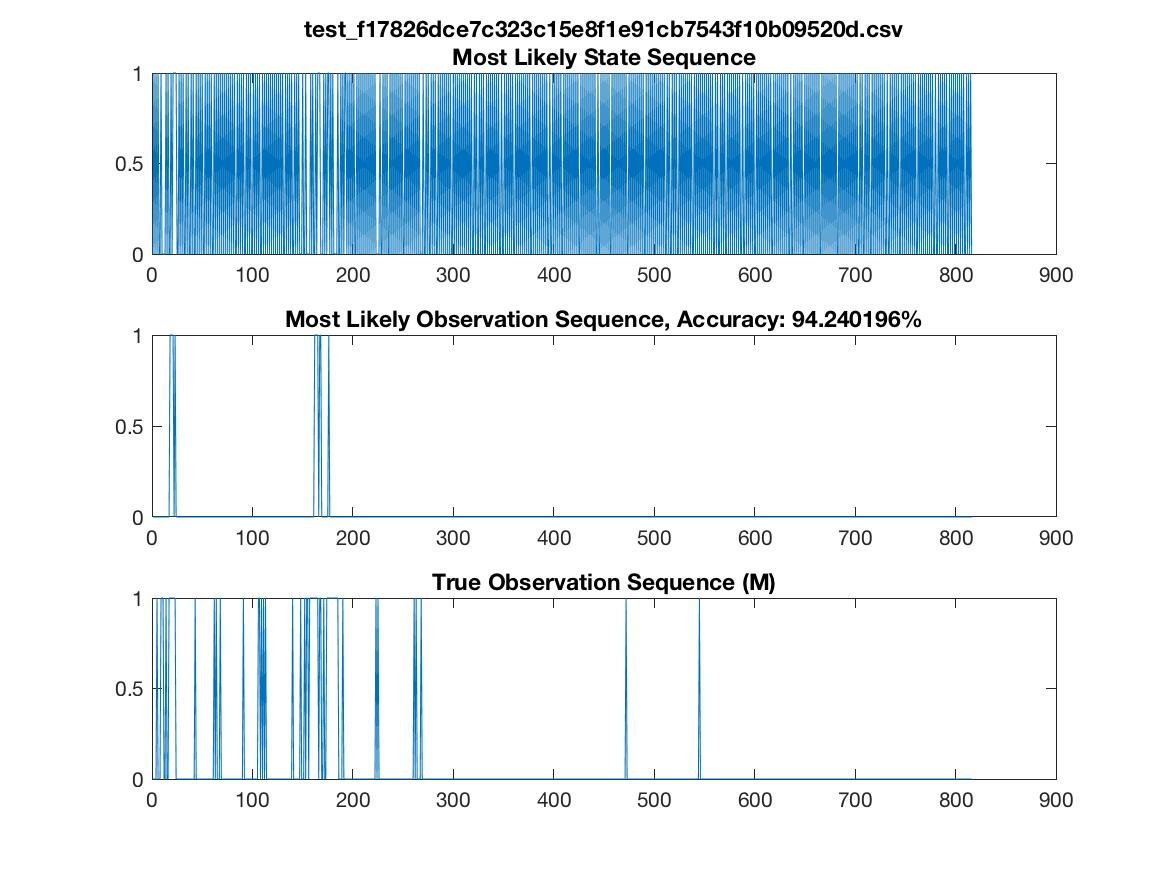 test_f17826dce7c323c15e8f1e91cb7543f10b09520d.csv
Most Likely State Sequence
1
0.5
0
0 100 200 300 400 500 600 700 800 900
Most Likely Observation Sequence, Accuracy: 94.240196%
1
0.5
0
0 100 200 300 400 500 600 700 800 900
True Observation Sequence (M)
1
0.5
0
0 100 200 300 400 500 600 700 800 900